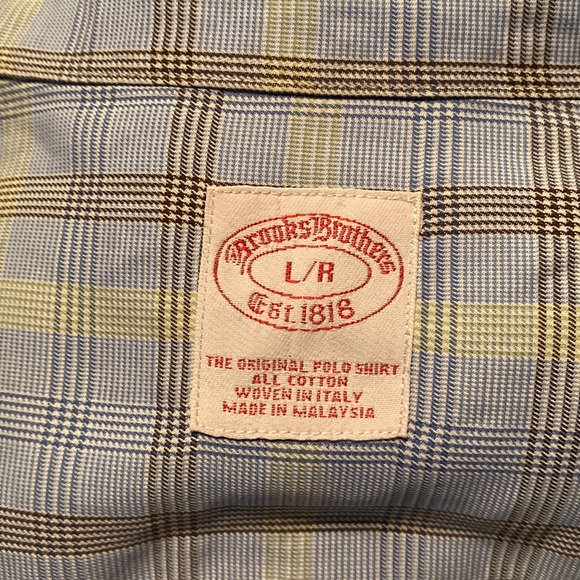 Brooks Brothers
L/R
Est. 1818
THE ORIGINAL POLO SHIRT
ALL COTTON
WOVEN IN ITALY
MADE IN MALAYSIA